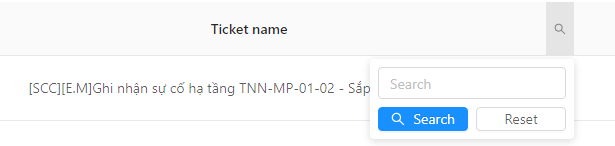 Ticket name
Search
[SCC][E.M]Ghi nhận sự cố hạ tầng TNN-MP-01-02 - Sắp
Search Reset